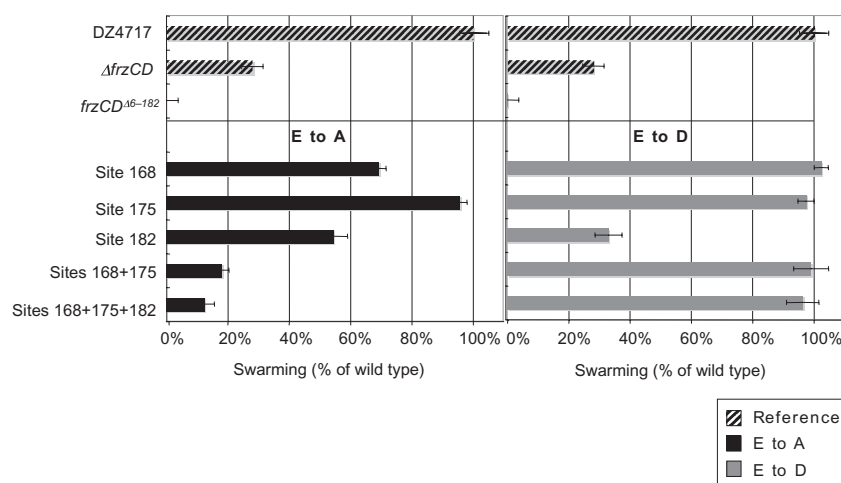 DZ4717
ΔfrzCD
frzCD^Δ6–182
E to A
E to D
Site 168
Site 175
Site 182
Sites 168+175
Sites 168+175+182
0% 20% 40% 60% 80% 100% 0% 20% 40% 60% 80% 100%
Swarming (% of wild type) Swarming (% of wild type)
Reference
E to A
E to D